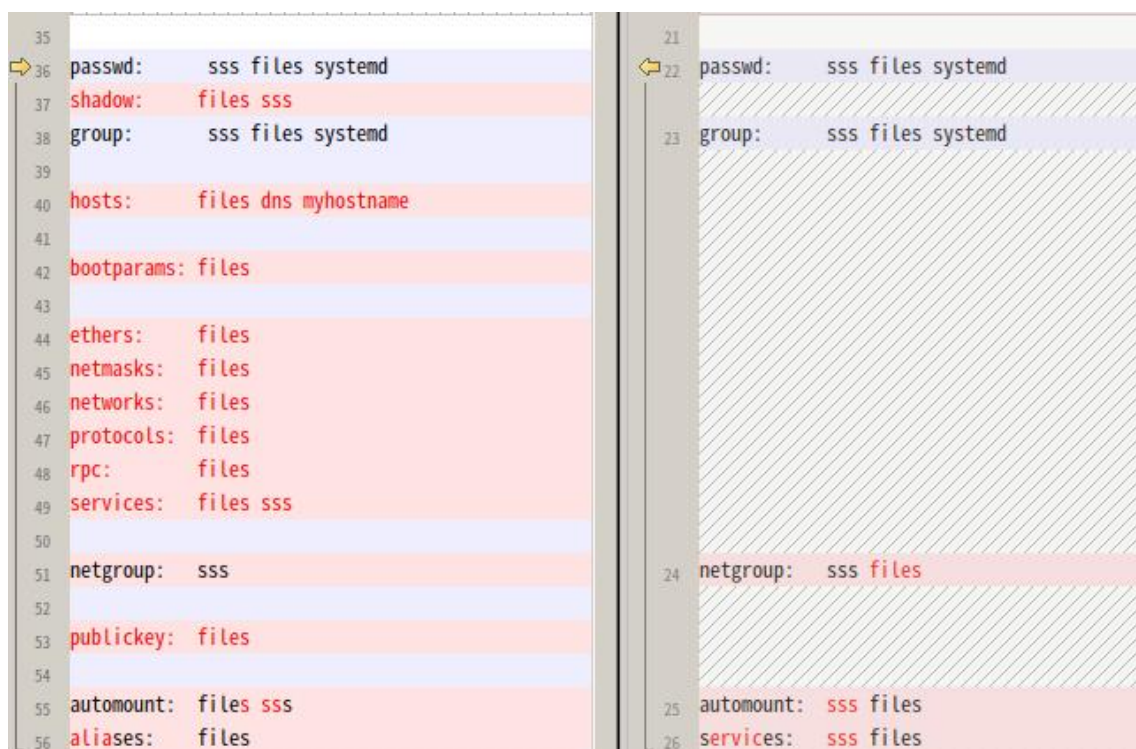 35
36 passwd:      sss files systemd
37 shadow:     files sss
38 group:       sss files systemd
39
40 hosts:      files dns myhostname
41
42 bootparams: files
43
44 ethers:     files
45 netmasks:   files
46 networks:   files
47 protocols:  files
48 rpc:        files
49 services:   files sss
50
51 netgroup:   sss
52
53 publickey:  files
54
55 automount:  files sss
56 aliases:    files
21
22 passwd:     sss files systemd
23 group:      sss files systemd
24 netgroup:   sss files
25 automount:  sss files
26 services:   sss files